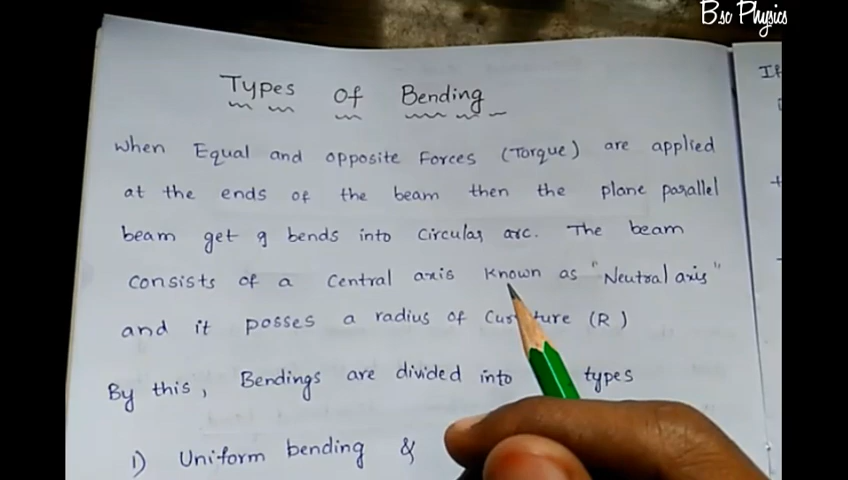 Bsc Physics
Types of Bending
When Equal and opposite Forces (Torque) are applied
at the ends of the beam then the plane parallel
beam get q bends into Circular arc. The beam
consists of a Central axis known as "Neutral axis"
and it posses a radius of (R)
By this, Bendings are divided into types
1) Uniform bending &